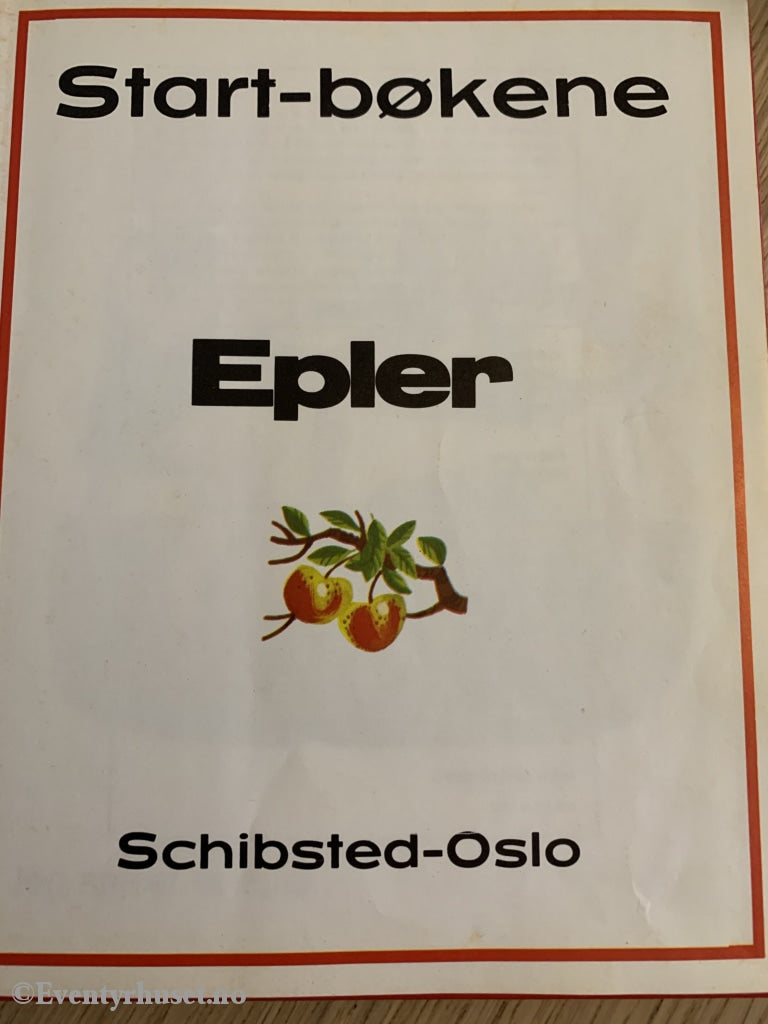 Start-bøkene
Epler
Schibsted-Oslo
©Eventyrhuset.no